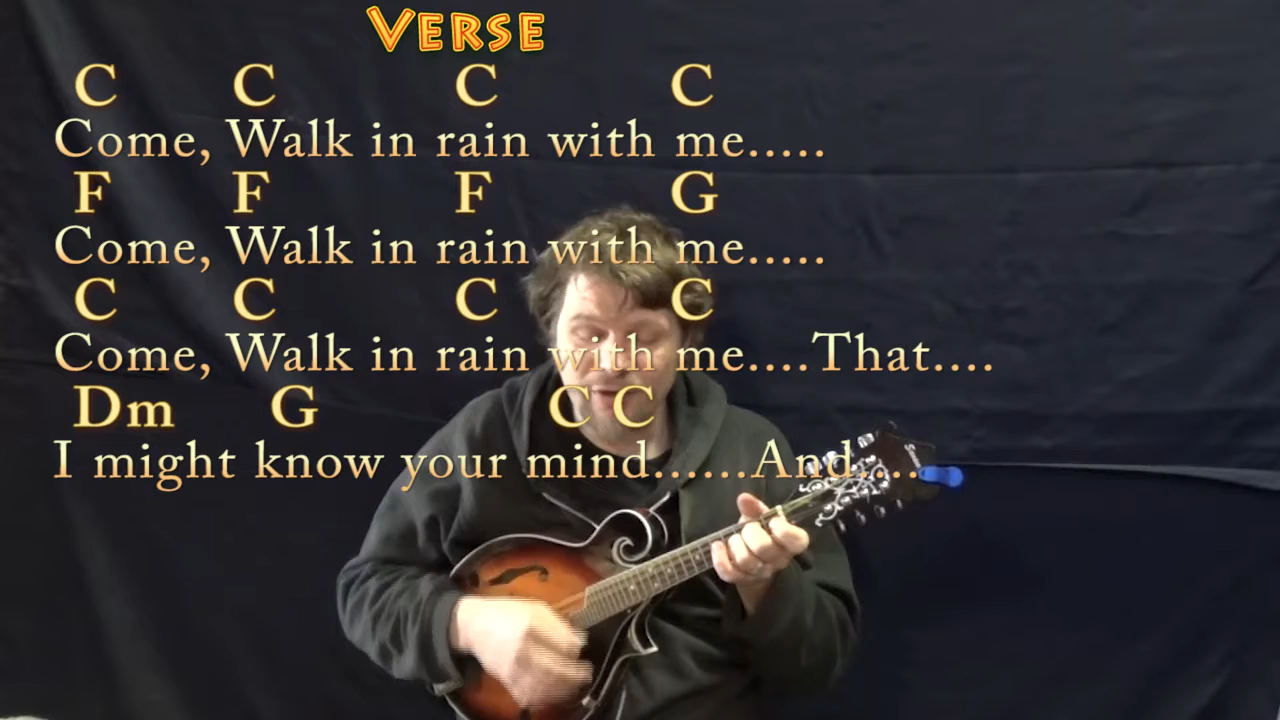 VERSE
C C C C
Come, Walk in rain with me.....
F F F G
Come, Walk in rain with me.....
C C C C
Come, Walk in rain with me....That....
Dm G C C
I might know your mind......And....